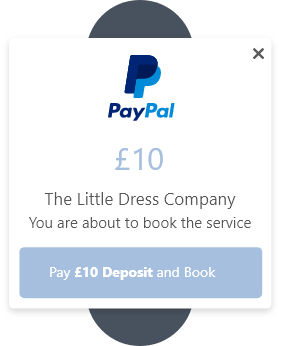 PayPal
£10
The Little Dress Company
You are about to book the service
Pay £10 Deposit and Book